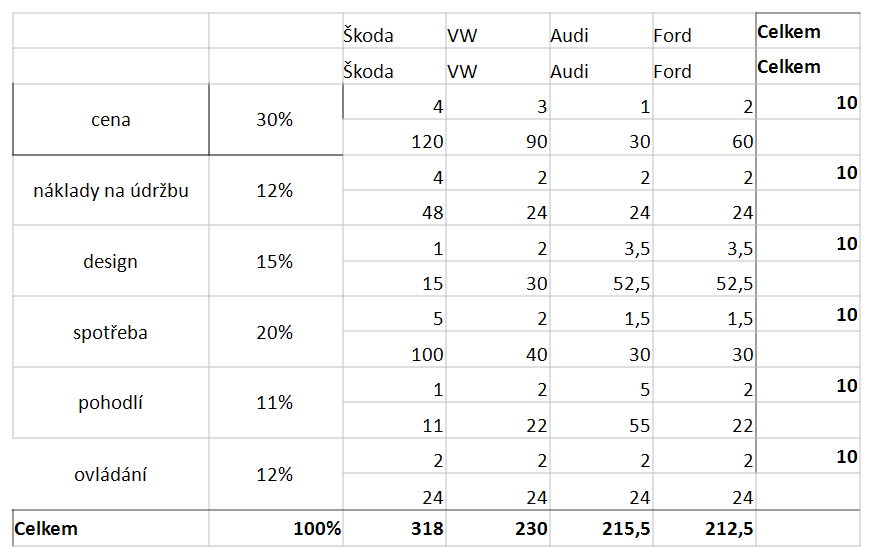 Škoda VW Audi Ford Celkem
Škoda VW Audi Ford Celkem
cena 30% 4 3 1 2 10
120 90 30 60
náklady na údržbu 12% 4 2 2 2 10
48 24 24 24
design 15% 1 2 3,5 3,5 10
15 30 52,5 52,5
spotřeba 20% 5 2 1,5 1,5 10
100 40 30 30
pohodlí 11% 1 2 5 2 10
11 22 55 22
ovládání 12% 2 2 2 2 10
24 24 24 24
Celkem 100% 318 230 215,5 212,5